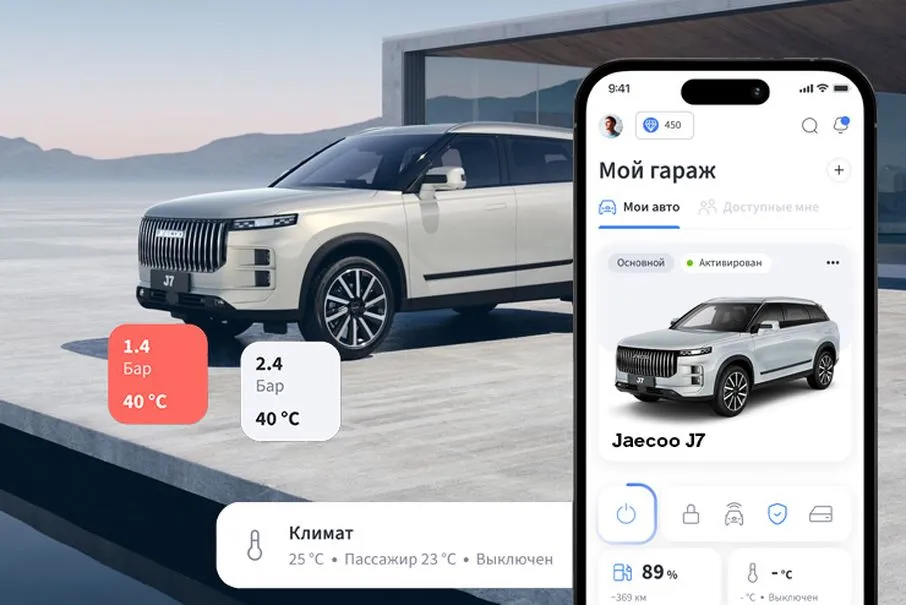 9:41
450
Мой гараж
Мои авто
Доступные мне
Основной
Активирован
J7
J7
Jaecoo J7
1.4
Бар
40 °C
2.4
Бар
40 °C
Климат
25 °C • Пассажир 23 °C • Выключен
89 %
~369 км
- °C
- °C • Выключен